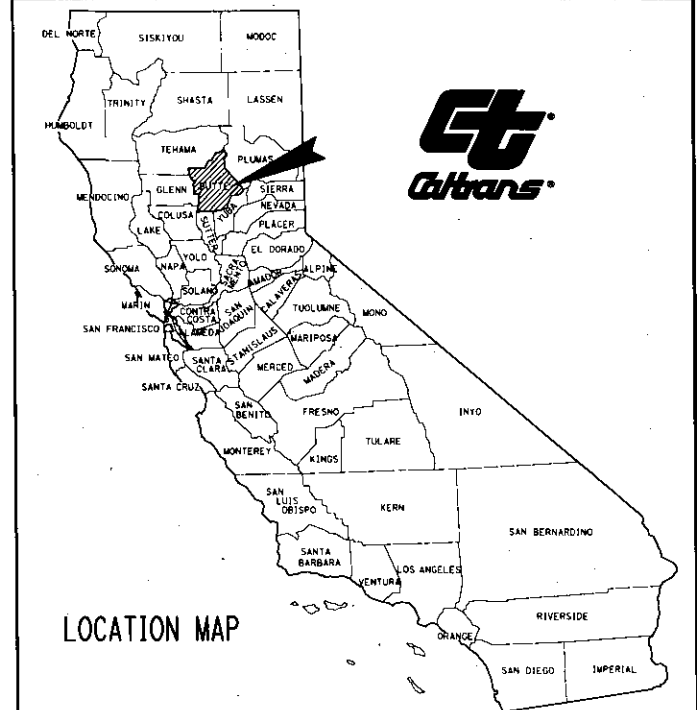 DEL NORTE
SISKIYOU
MODOC
TRINITY
SHASTA
LASSEN
HUMBOLDT
TEHAMA
PLUMAS
Ct
Caltrans
GLENN
BUTTE
SIERRA
MENDOCINO
COLUSA
SUTTER
YUBA
NEVADA
PLACER
LAKE
EL DORADO
SONOMA
NAPA
YOLO
SACRA
MENTO
AMADOR
ALPINE
SOLANO
CALAVERAS
MARIN
CONTRA
COSTA
SAN
JOAQUIN
TUOLUMNE
MONO
SAN FRANCISCO
ALAMEDA
STANISLAUS
MARIPOSA
SAN MATEO
SANTA
CLARA
MERCED
MADERA
SANTA CRUZ
SAN
BENITO
FRESNO
INYO
MONTEREY
KINGS
TULARE
SAN
LUIS
OBISPO
KERN
SAN BERNARDINO
SANTA
BARBARA
VENTURA
LOS ANGELES
LOCATION MAP
ORANGE
RIVERSIDE
SAN DIEGO
IMPERIAL